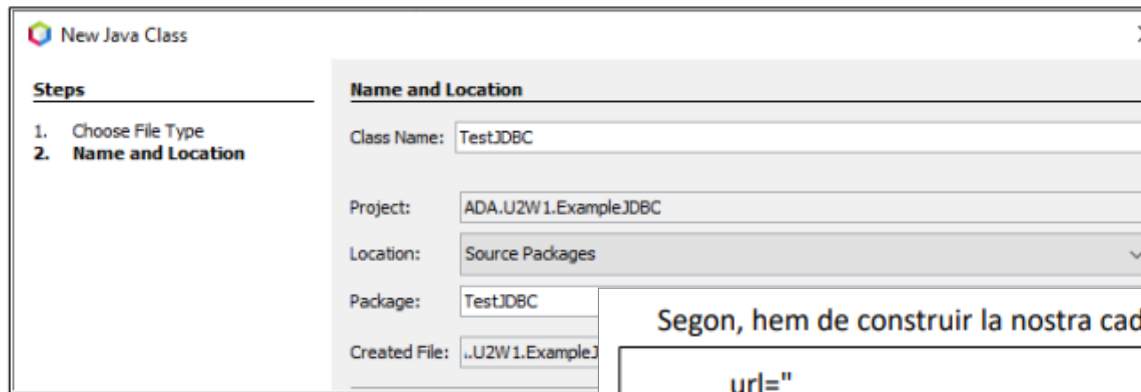 New Java Class
Steps
1. Choose File Type
2. Name and Location
Name and Location
Class Name: TestJDBC
Project: ADA.U2W1.ExampleJDBC
Location: Source Packages
Package: TestJDBC
Created File: ..U2W1.ExampleJ
Segon, hem de construir la nostra cad
url="